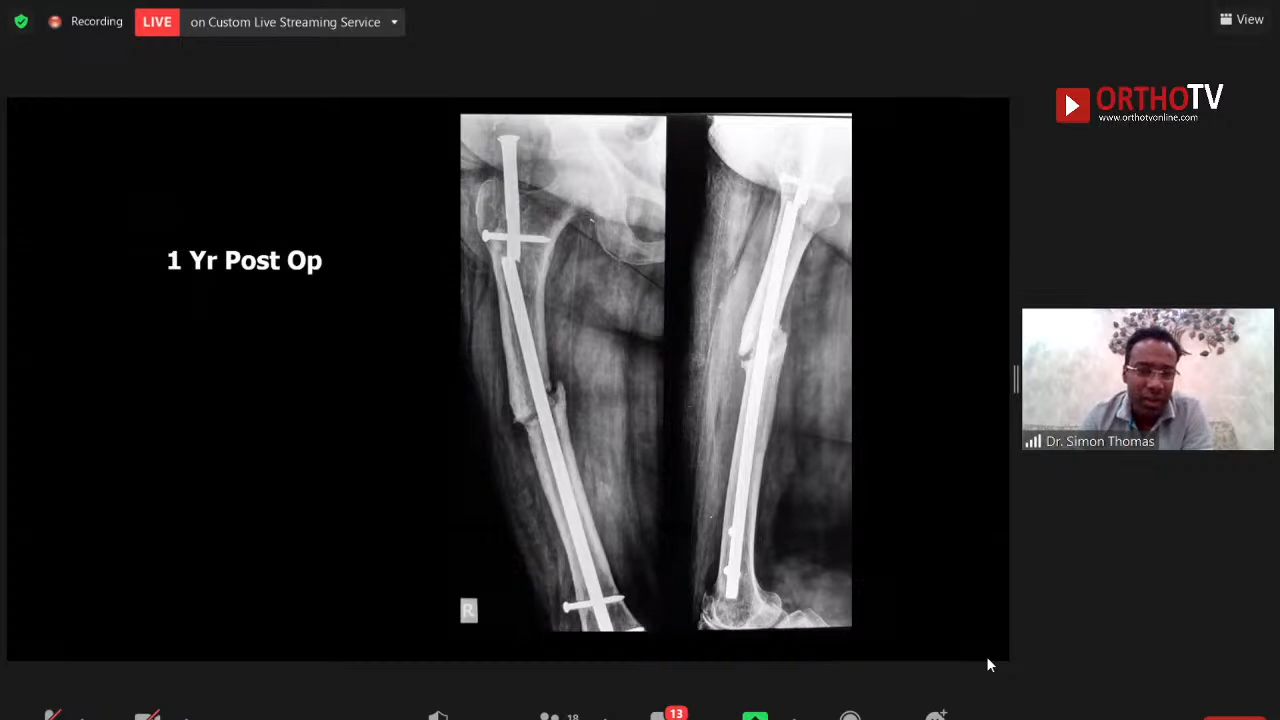 Recording
LIVE on Custom Live Streaming Service
View
ORTHOTV
www.orthotvonline.com
1 Yr Post Op
R
Dr. Simon Thomas
13
18